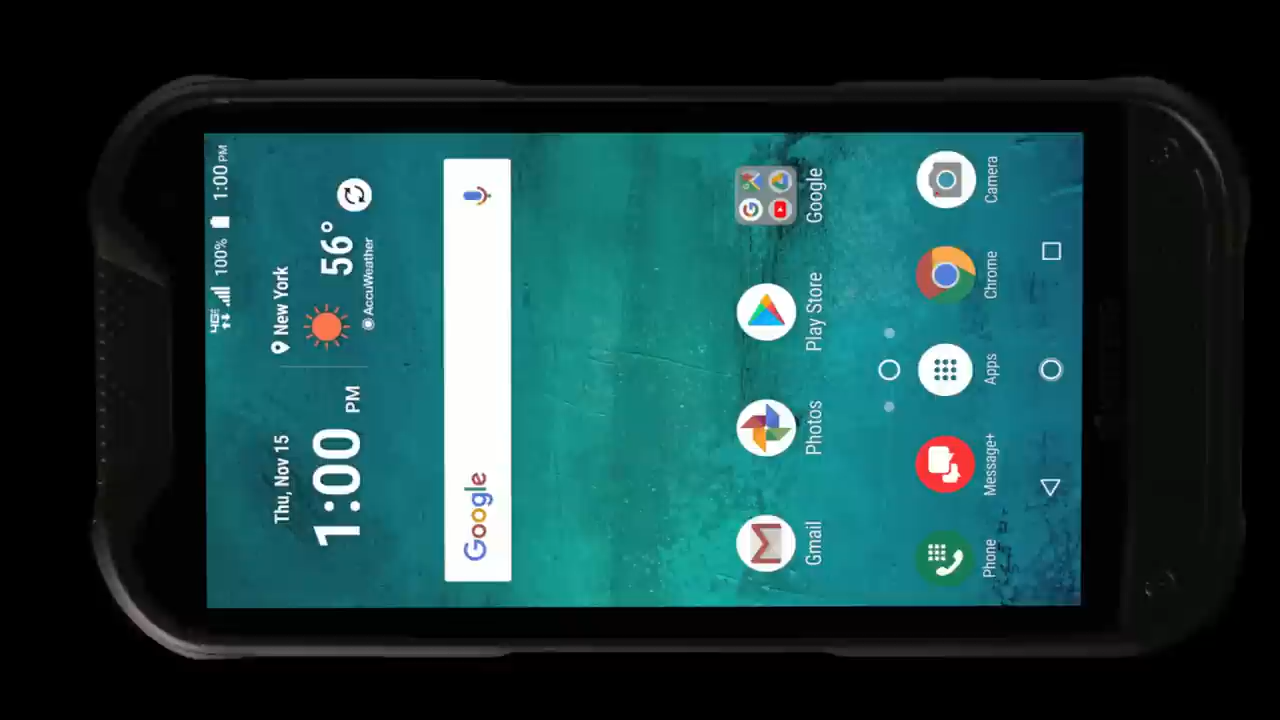 4GE 100% 1:00 PM
Thu, Nov 15
1:00 PM
New York
56°
AccuWeather
Google
Gmail Photos Play Store Google
Phone Message+ Apps Chrome Camera